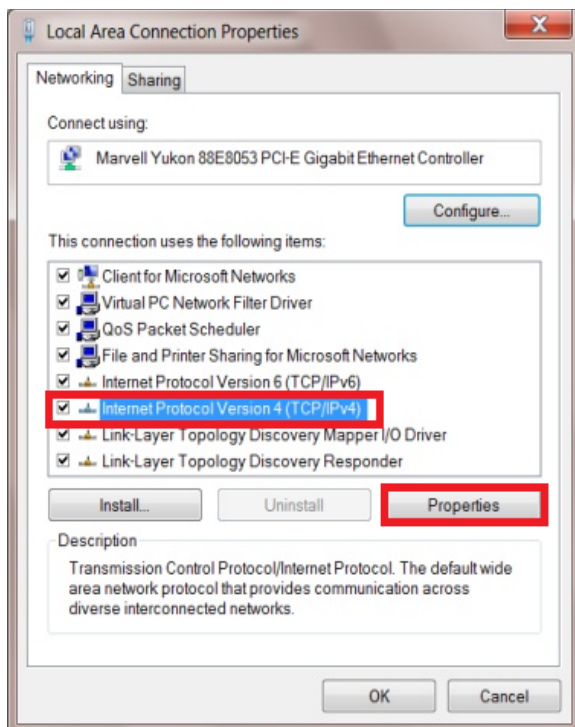 Local Area Connection Properties
Networking
Sharing
Connect using:
Marvell Yukon 88E8053 PCI-E Gigabit Ethernet Controller
Configure...
This connection uses the following items:
Client for Microsoft Networks
Virtual PC Network Filter Driver
QoS Packet Scheduler
File and Printer Sharing for Microsoft Networks
Internet Protocol Version 6 (TCP/IPv6)
Internet Protocol Version 4 (TCP/IPv4)
Link-Layer Topology Discovery Mapper I/O Driver
Link-Layer Topology Discovery Responder
Install...
Uninstall
Properties
Description
Transmission Control Protocol/Internet Protocol. The default wide
area network protocol that provides communication across
diverse interconnected networks.
OK
Cancel